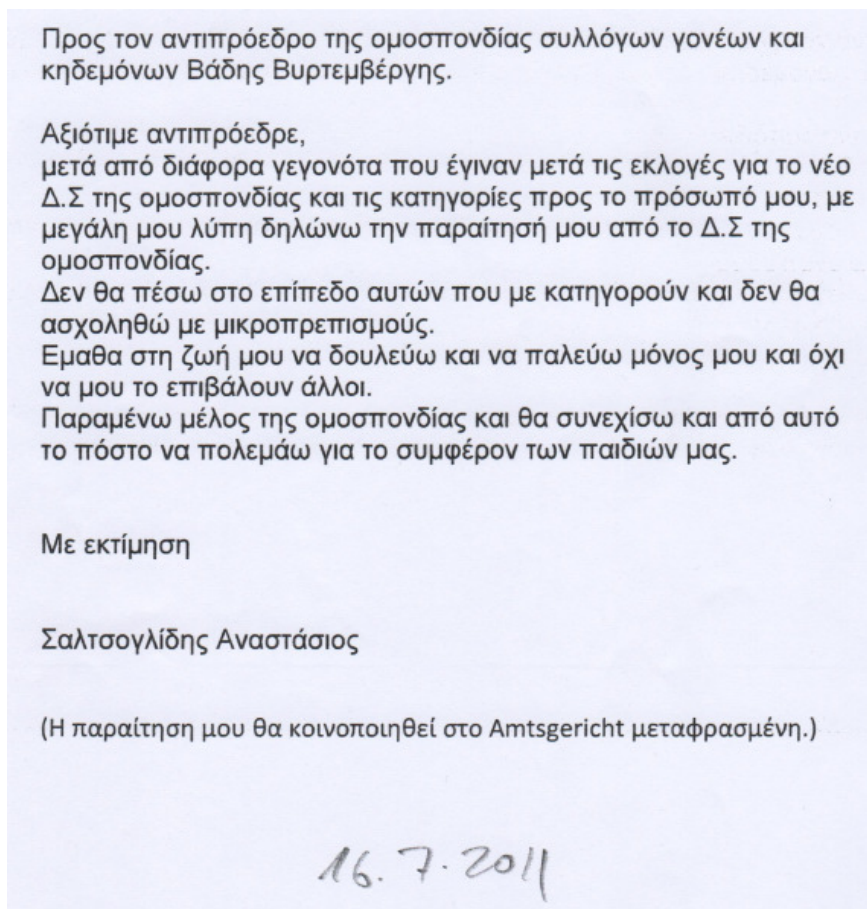 Προς τον αντιπρόεδρο της ομοσπονδίας συλλόγων γονέων και
κηδεμόνων Βάδης Βυρτεμβέργης.
Αξιότιμε αντιπρόεδρε,
μετά από διάφορα γεγονότα που έγιναν μετά τις εκλογές για το νέο
Δ.Σ της ομοσπονδίας και τις κατηγορίες προς το πρόσωπό μου, με
μεγάλη μου λύπη δηλώνω την παραίτησή μου από το Δ.Σ της
ομοσπονδίας.
Δεν θα πέσω στο επίπεδο αυτών που με κατηγορούν και δεν θα
ασχοληθώ με μικροπρεπισμούς.
Εμαθα στη ζωή μου να δουλεύω και να παλεύω μόνος μου και όχι
να μου το επιβάλουν άλλοι.
Παραμένω μέλος της ομοσπονδίας και θα συνεχίσω και από αυτό
το πόστο να πολεμάω για το συμφέρον των παιδιών μας.
Με εκτίμηση
Σαλτσογλίδης Αναστάσιος
(Η παραίτηση μου θα κοινοποιηθεί στο Amtsgericht μεταφρασμένη.)
16.7.2011